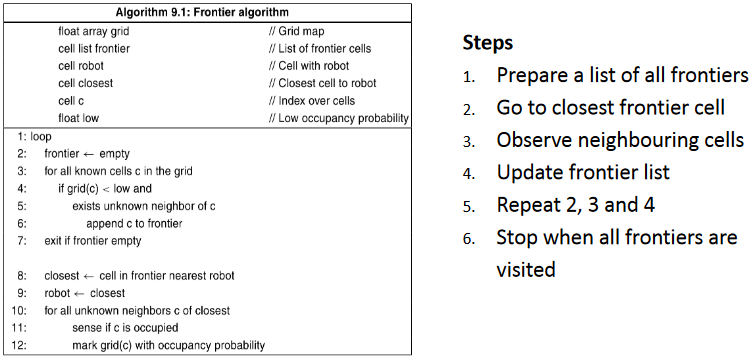 Algorithm 9.1: Frontier algorithm
float array grid // Grid map
cell list frontier // List of frontier cells
cell robot // Cell with robot
cell closest // Closest cell to robot
cell c // Index over cells
float low // Low occupancy probability
1: loop
2: frontier ← empty
3: for all known cells c in the grid
4: if grid(c) < low and
5: exists unknown neighbor of c
6: append c to frontier
7: exit if frontier empty
8: closest ← cell in frontier nearest robot
9: robot ← closest
10: for all unknown neighbors c of closest
11: sense if c is occupied
12: mark grid(c) with occupancy probability
Steps
1. Prepare a list of all frontiers
2. Go to closest frontier cell
3. Observe neighbouring cells
4. Update frontier list
5. Repeat 2, 3 and 4
6. Stop when all frontiers are
visited